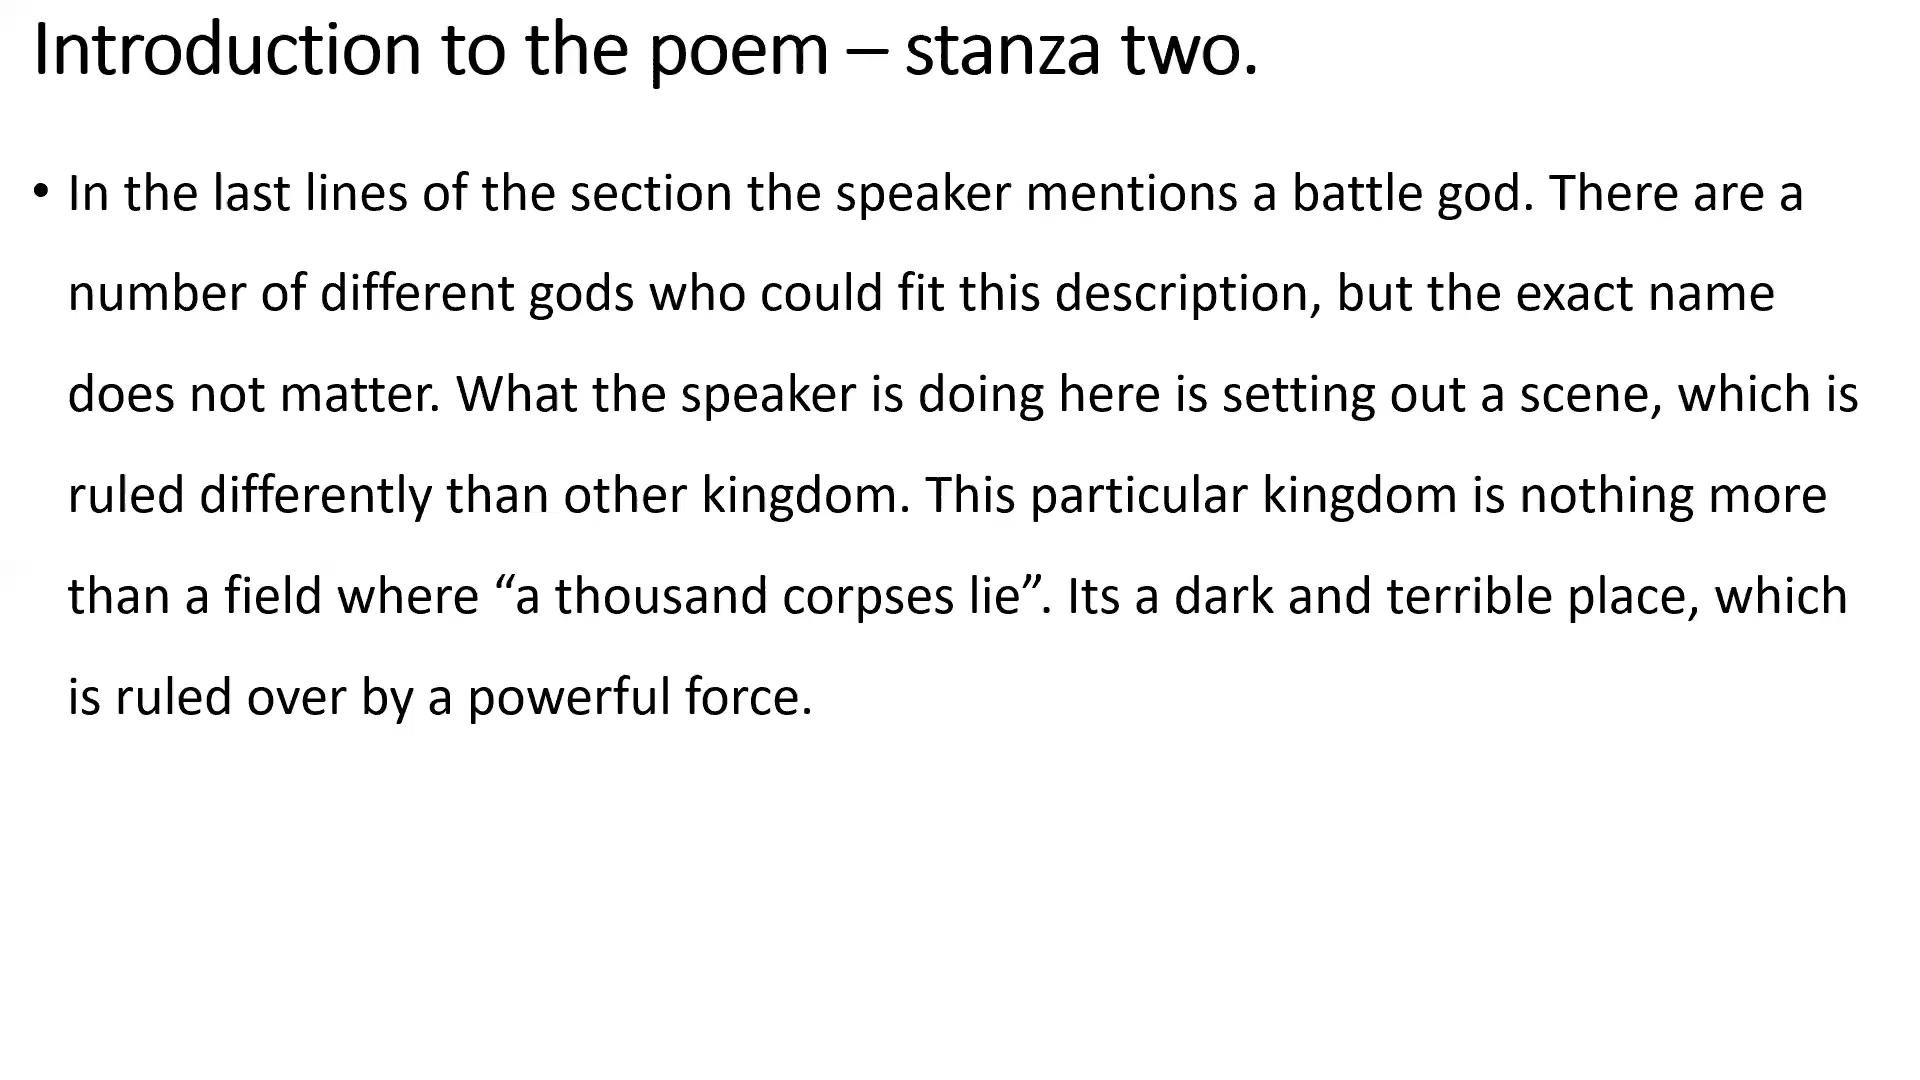 Introduction to the poem – stanza two.
• In the last lines of the section the speaker mentions a battle god. There are a
number of different gods who could fit this description, but the exact name
does not matter. What the speaker is doing here is setting out a scene, which is
ruled differently than other kingdom. This particular kingdom is nothing more
than a field where “a thousand corpses lie”. Its a dark and terrible place, which
is ruled over by a powerful force.